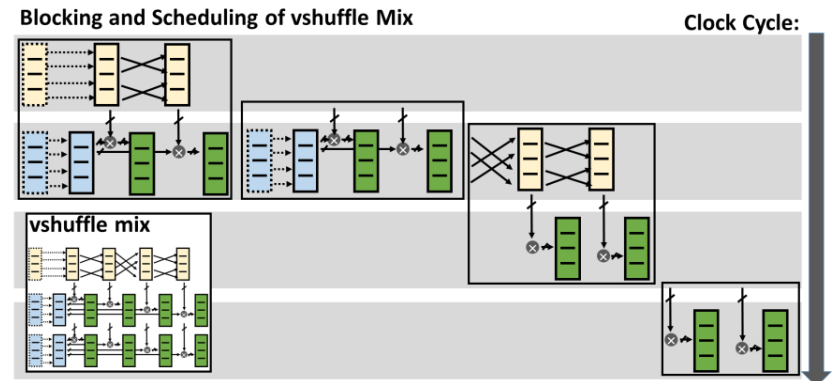 Blocking and Scheduling of vshuffle Mix
Clock Cycle:
vshuffle mix